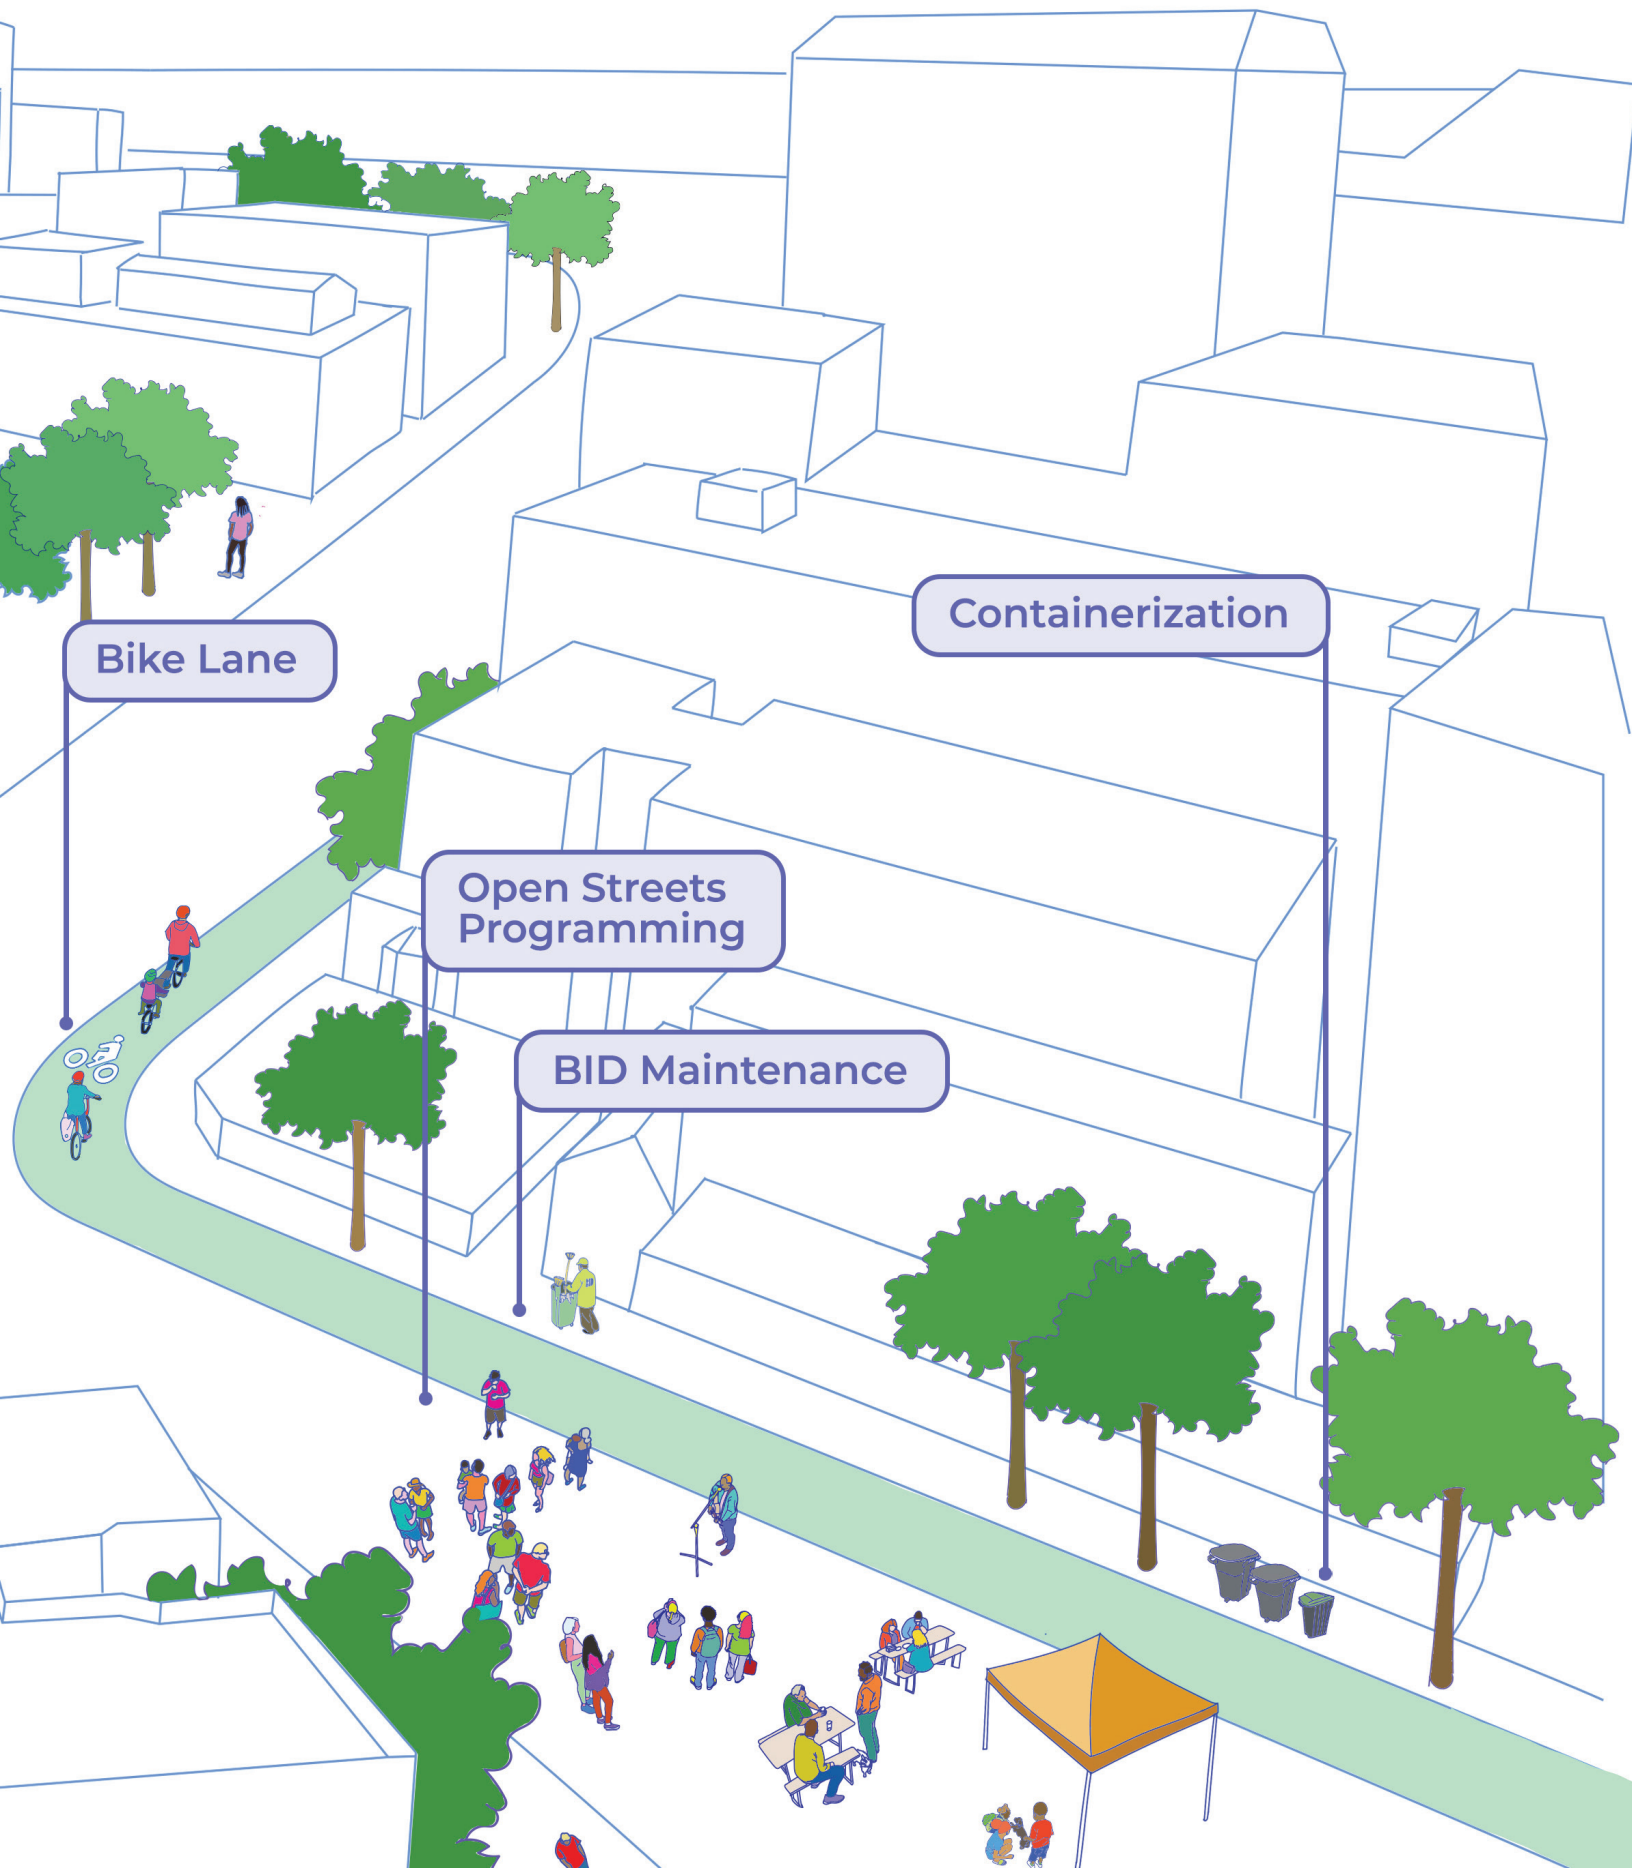 Containerization
Bike Lane
Open Streets
Programming
BID Maintenance